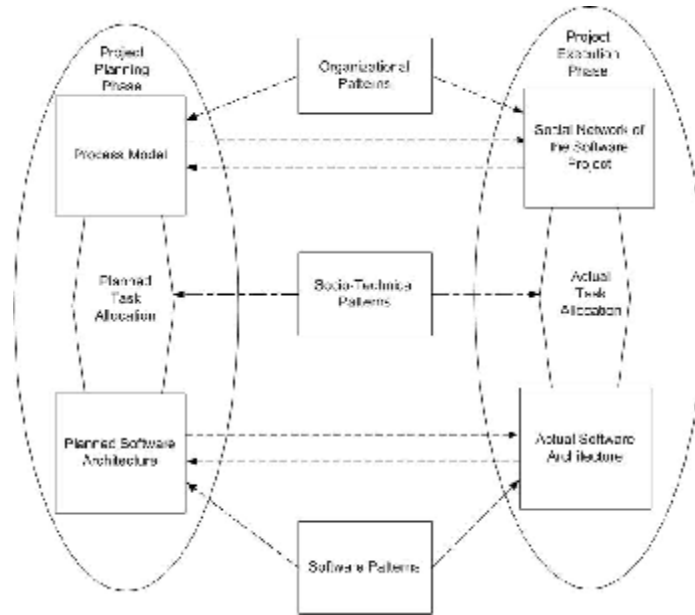 Project
Planning
Phase
Organizational
Patterns
Project
Execution
Phase
Process Model
Social Network of
the Software
Project
Planned
Task
Allocation
Socio-Technical
Patterns
Actual
Task
Allocation
Planned Software
Architecture
Actual Software
Architecture
Software Patterns